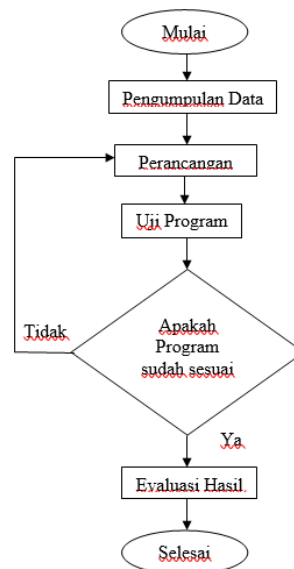 Mulai
Pengumpulan Data
Perancangan
Uji Program
Tidak
Apakah
Program
sudah sesuai
Ya
Evaluasi Hasil
Selesai